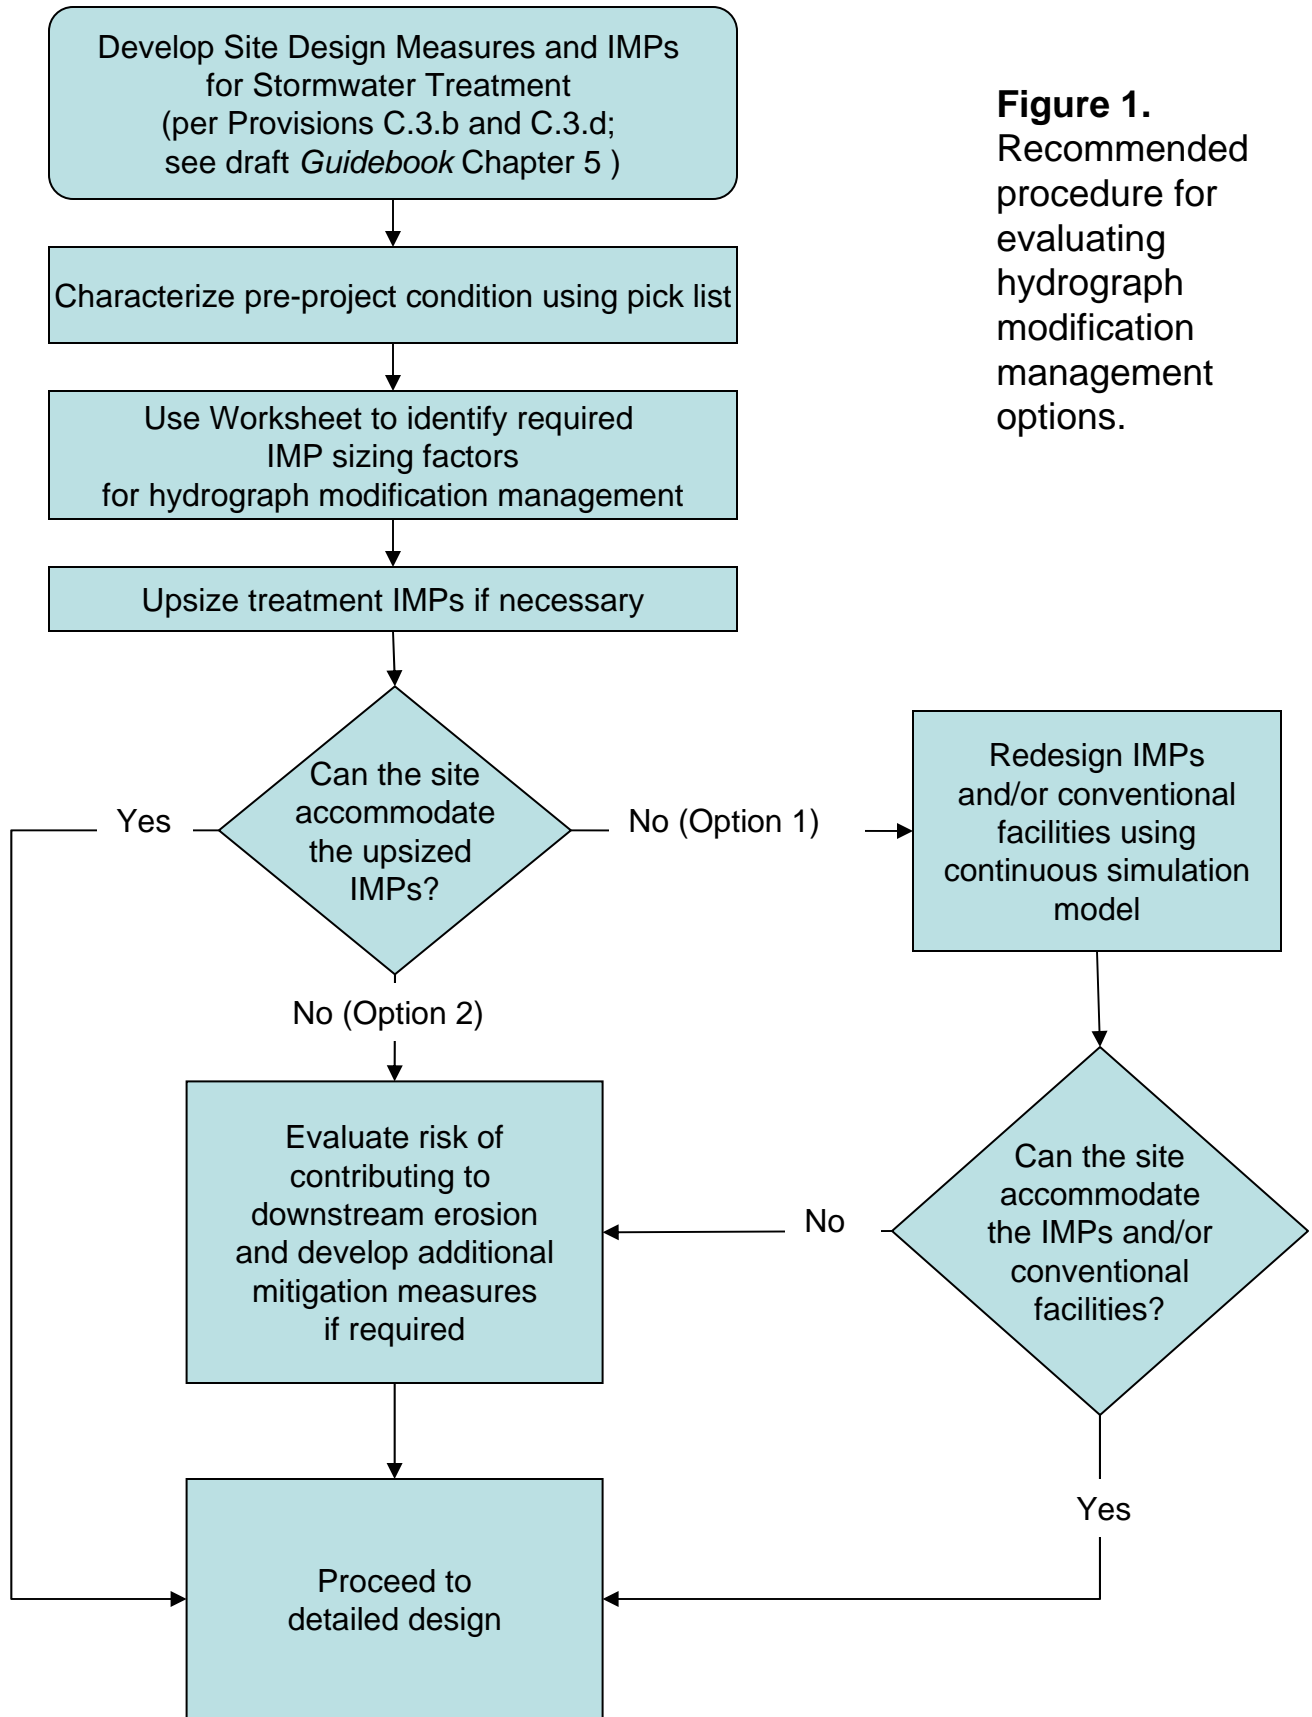 Develop Site Design Measures and IMPs
for Stormwater Treatment
(per Provisions C.3.b and C.3.d;
see draft Guidebook Chapter 5 )
Figure 1.
Recommended
procedure for
evaluating
hydrograph
modification
management
options.
Characterize pre-project condition using pick list
Use Worksheet to identify required
IMP sizing factors
for hydrograph modification management
Upsize treatment IMPs if necessary
Can the site
accommodate
the upsized
IMPs?
Yes
No (Option 1)
Redesign IMPs
and/or conventional
facilities using
continuous simulation
model
No (Option 2)
Evaluate risk of
contributing to
downstream erosion
and develop additional
mitigation measures
if required
No
Can the site
accommodate
the IMPs and/or
conventional
facilities?
Yes
Proceed to
detailed design